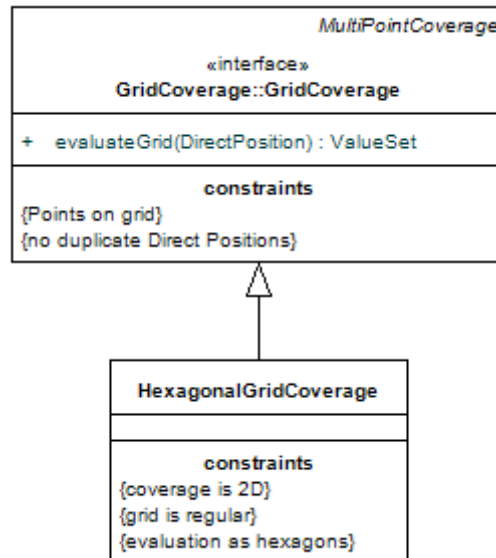 MultiPointCoverage
«interface»
GridCoverage::GridCoverage
+ evaluateGrid(DirectPosition) : ValueSet
constraints
{Points on grid}
{no duplicate Direct Positions}
HexagonalGridCoverage
constraints
{coverage is 2D}
{grid is regular}
{evaluation as hexagons}